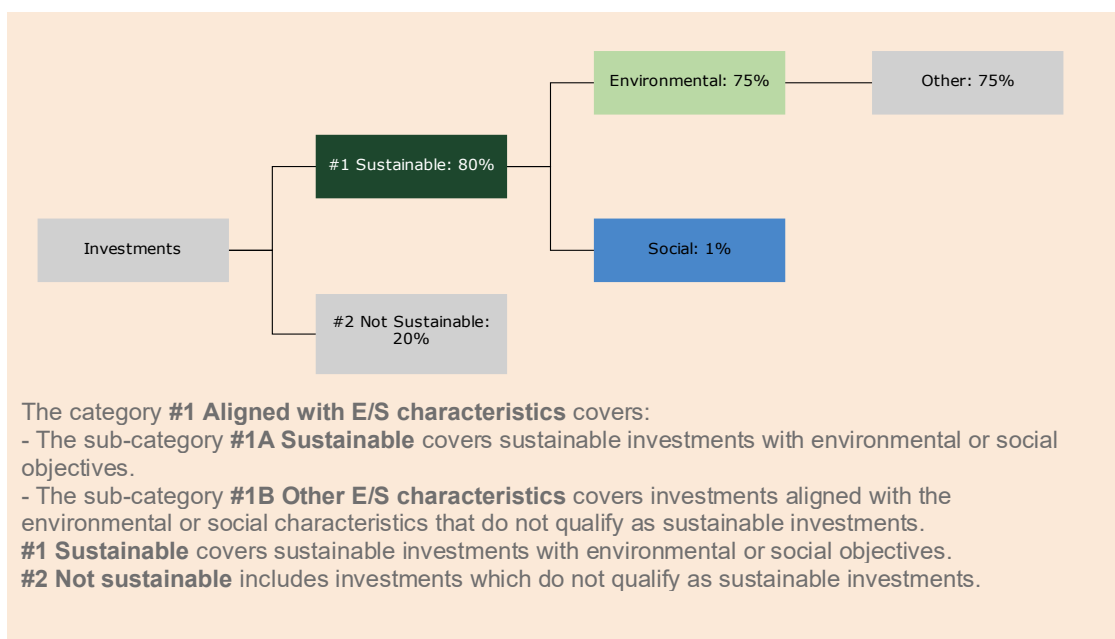 Environmental: 75%
Other: 75%
#1 Sustainable: 80%
Investments
Social: 1%
#2 Not Sustainable:
20%
The category #1 Aligned with E/S characteristics covers:
- The sub-category #1A Sustainable covers sustainable investments with environmental or social
objectives.
- The sub-category #1B Other E/S characteristics covers investments aligned with the
environmental or social characteristics that do not qualify as sustainable investments.
#1 Sustainable covers sustainable investments with environmental or social objectives.
#2 Not sustainable includes investments which do not qualify as sustainable investments.